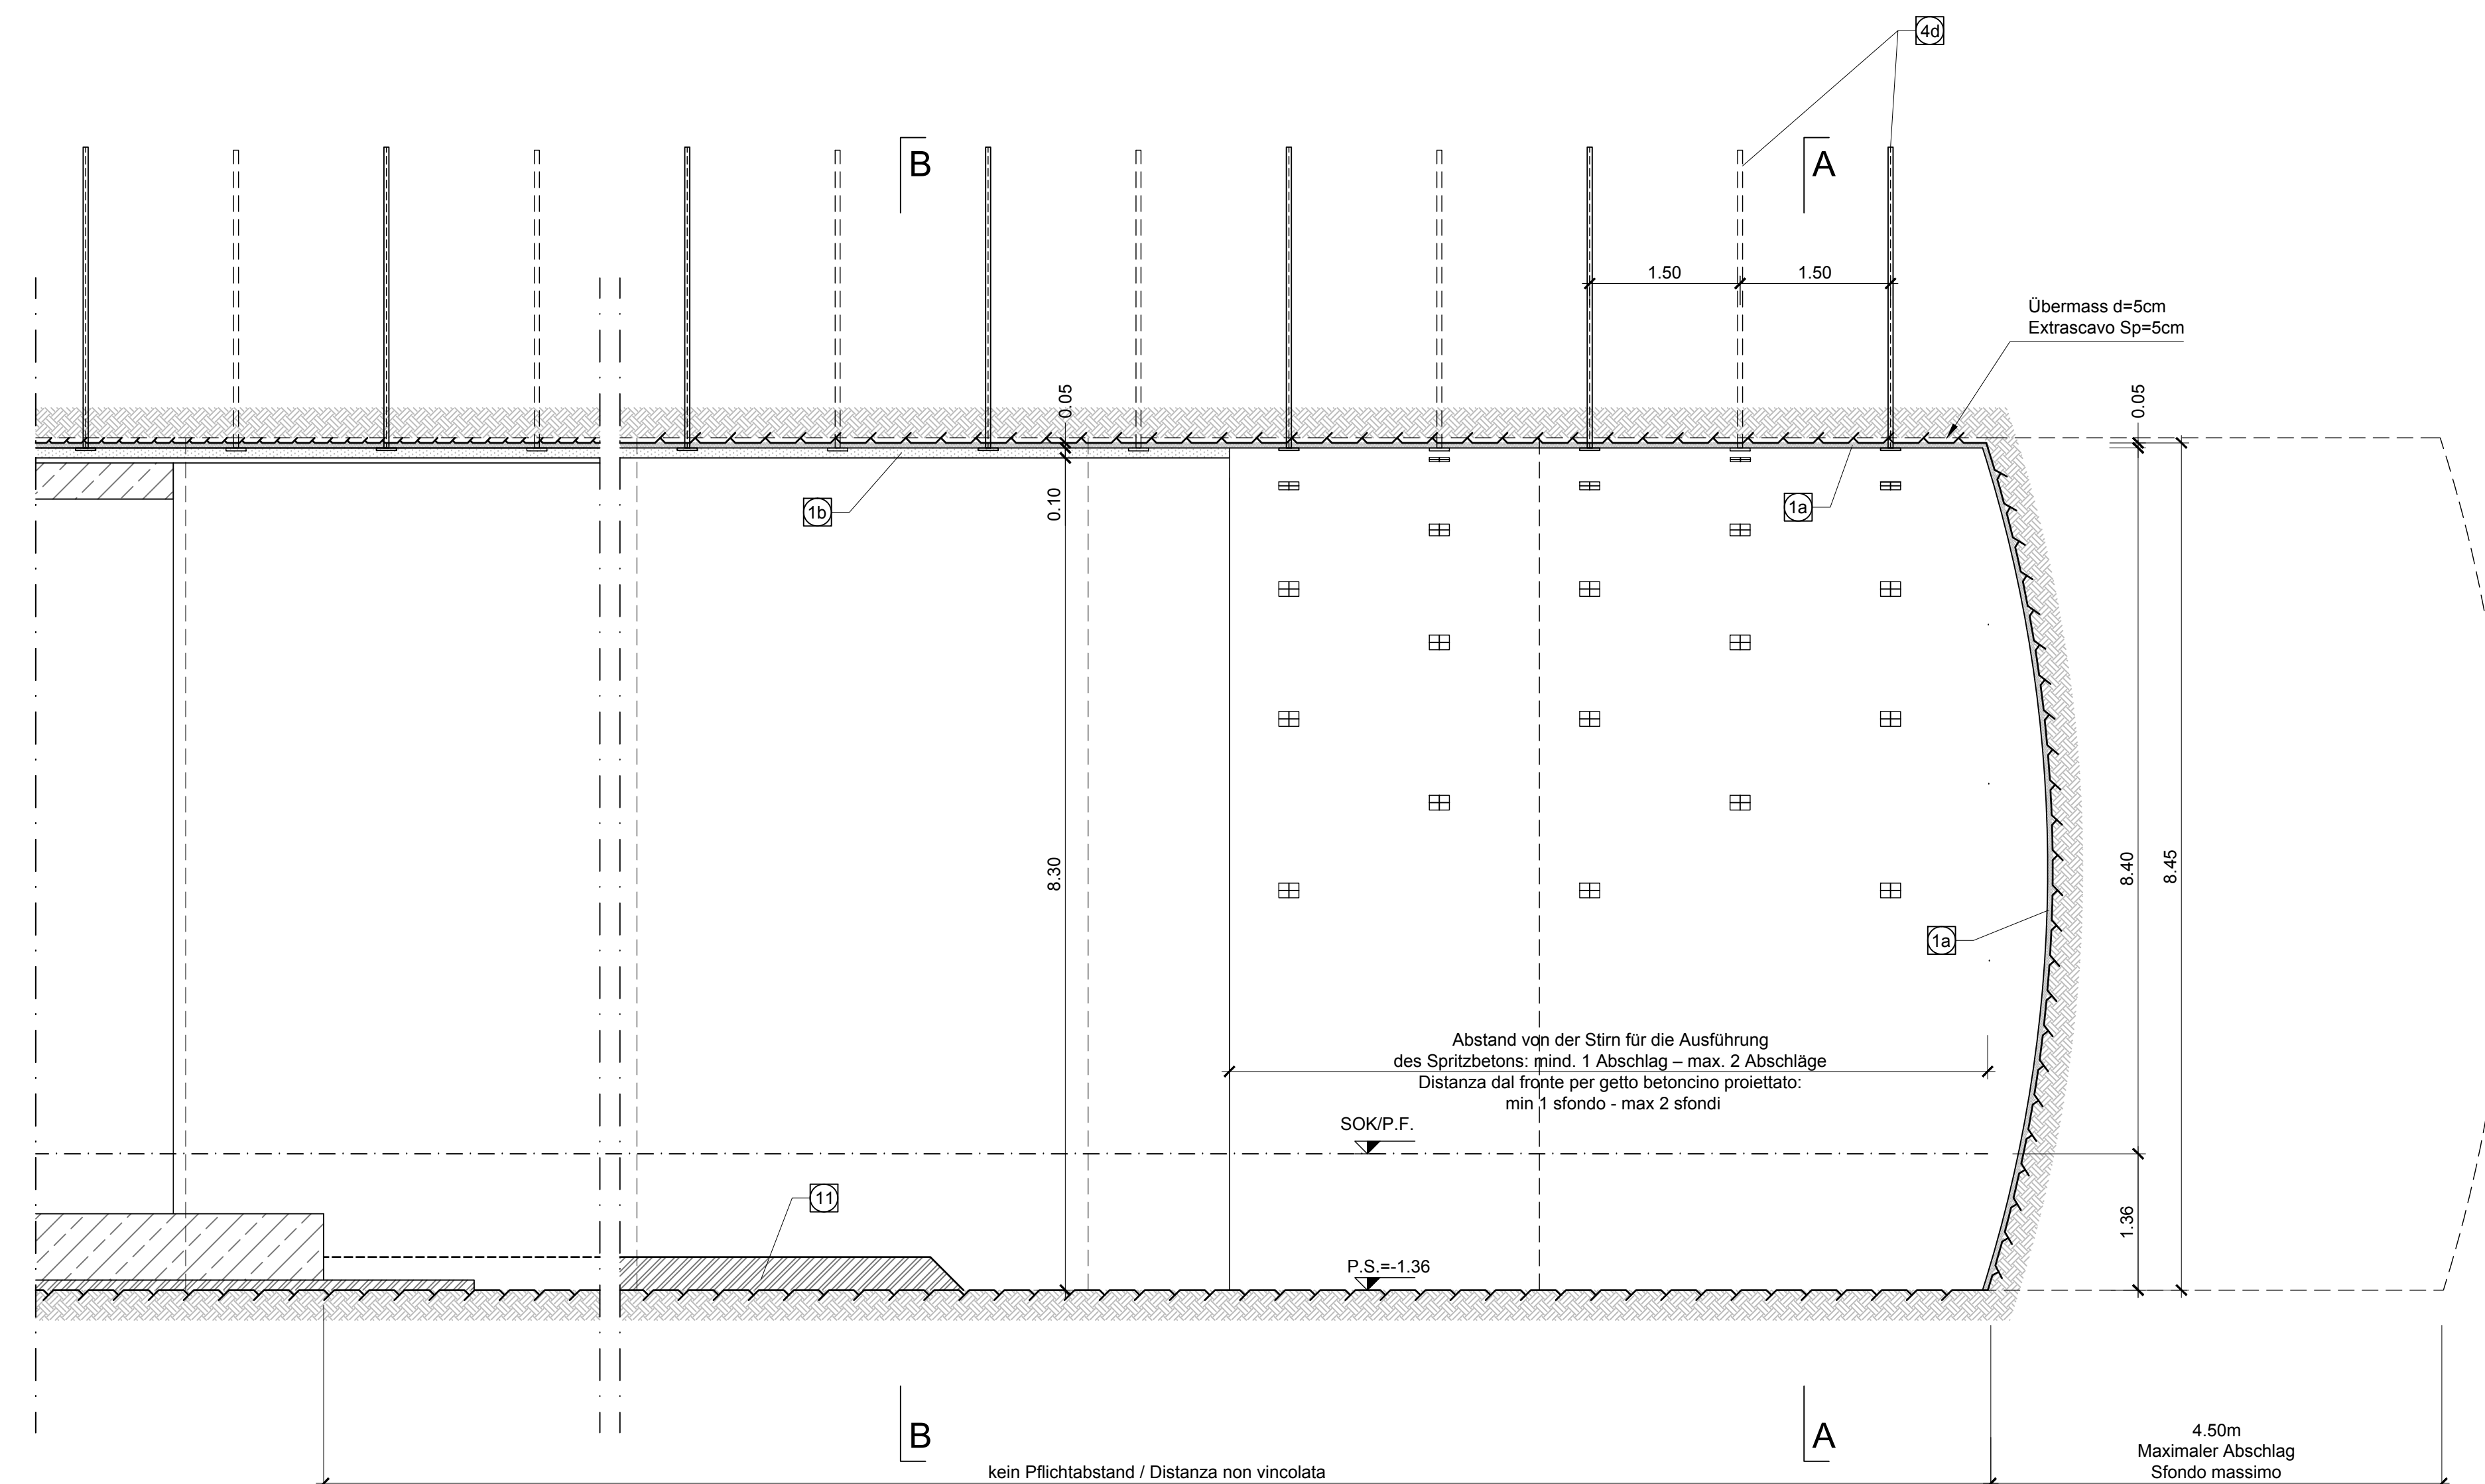 4d
B
A
1.50
1.50
Übermass d=5cm
Extrascavo Sp=5cm
0.05
0.05
0.10
1b
1a
8.30
8.40
8.45
1a
Abstand von der Stirn für die Ausführung
des Spritzbetons: mind. 1 Abschlag – max. 2 Abschläge
Distanza dal fronte per getto betoncino proiettato:
min 1 sfondo - max 2 sfondi
SOK/P.F.
11
1.36
P.S.=-1.36
B
A
4.50m
Maximaler Abschlag
Sfondo massimo
kein Pflichtabstand / Distanza non vincolata